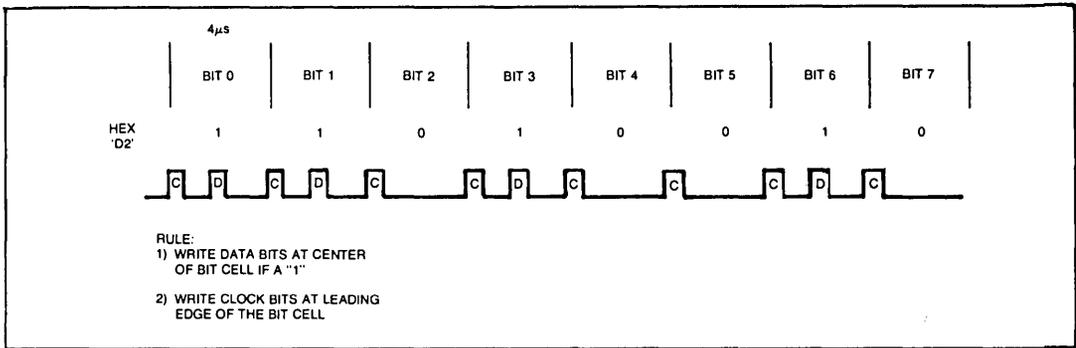 4μs
BIT 0 BIT 1 BIT 2 BIT 3 BIT 4 BIT 5 BIT 6 BIT 7
HEX 1 1 0 1 0 0 1 0
'D2'
C D C D C C D C C C D C
RULE:
1) WRITE DATA BITS AT CENTER
OF BIT CELL IF A "1"
2) WRITE CLOCK BITS AT LEADING
EDGE OF THE BIT CELL